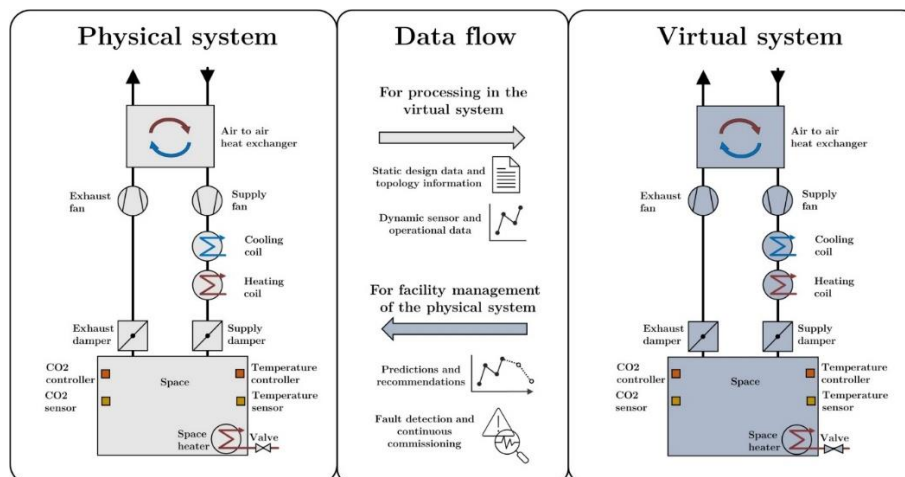 Physical system
Air to air
heat exchanger
Exhaust
fan
Supply
fan
Cooling
coil
Heating
coil
Exhaust
damper
Supply
damper
CO2
controller
Space
Temperature
controller
CO2
sensor
Temperature
sensor
Space
heater
Valve
Data flow
For processing in the
virtual system
Static design data and
topology information
Dynamic sensor and
operational data
For facility management
of the physical system
Predictions and
recommendations
Fault detection and
continuous
commissioning
Virtual system
Air to air
heat exchanger
Exhaust
fan
Supply
fan
Cooling
coil
Heating
coil
Exhaust
damper
Supply
damper
CO2
controller
Space
Temperature
controller
CO2
sensor
Temperature
sensor
Space
heater
Valve